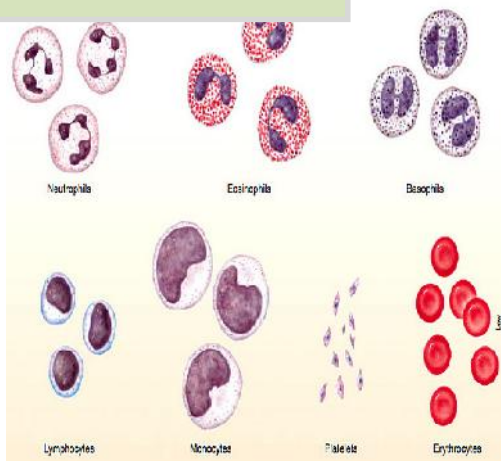 Neutrophils
Eosinophils
Basophils
Lymphocytes
Monocytes
Platelets
Erythrocytes